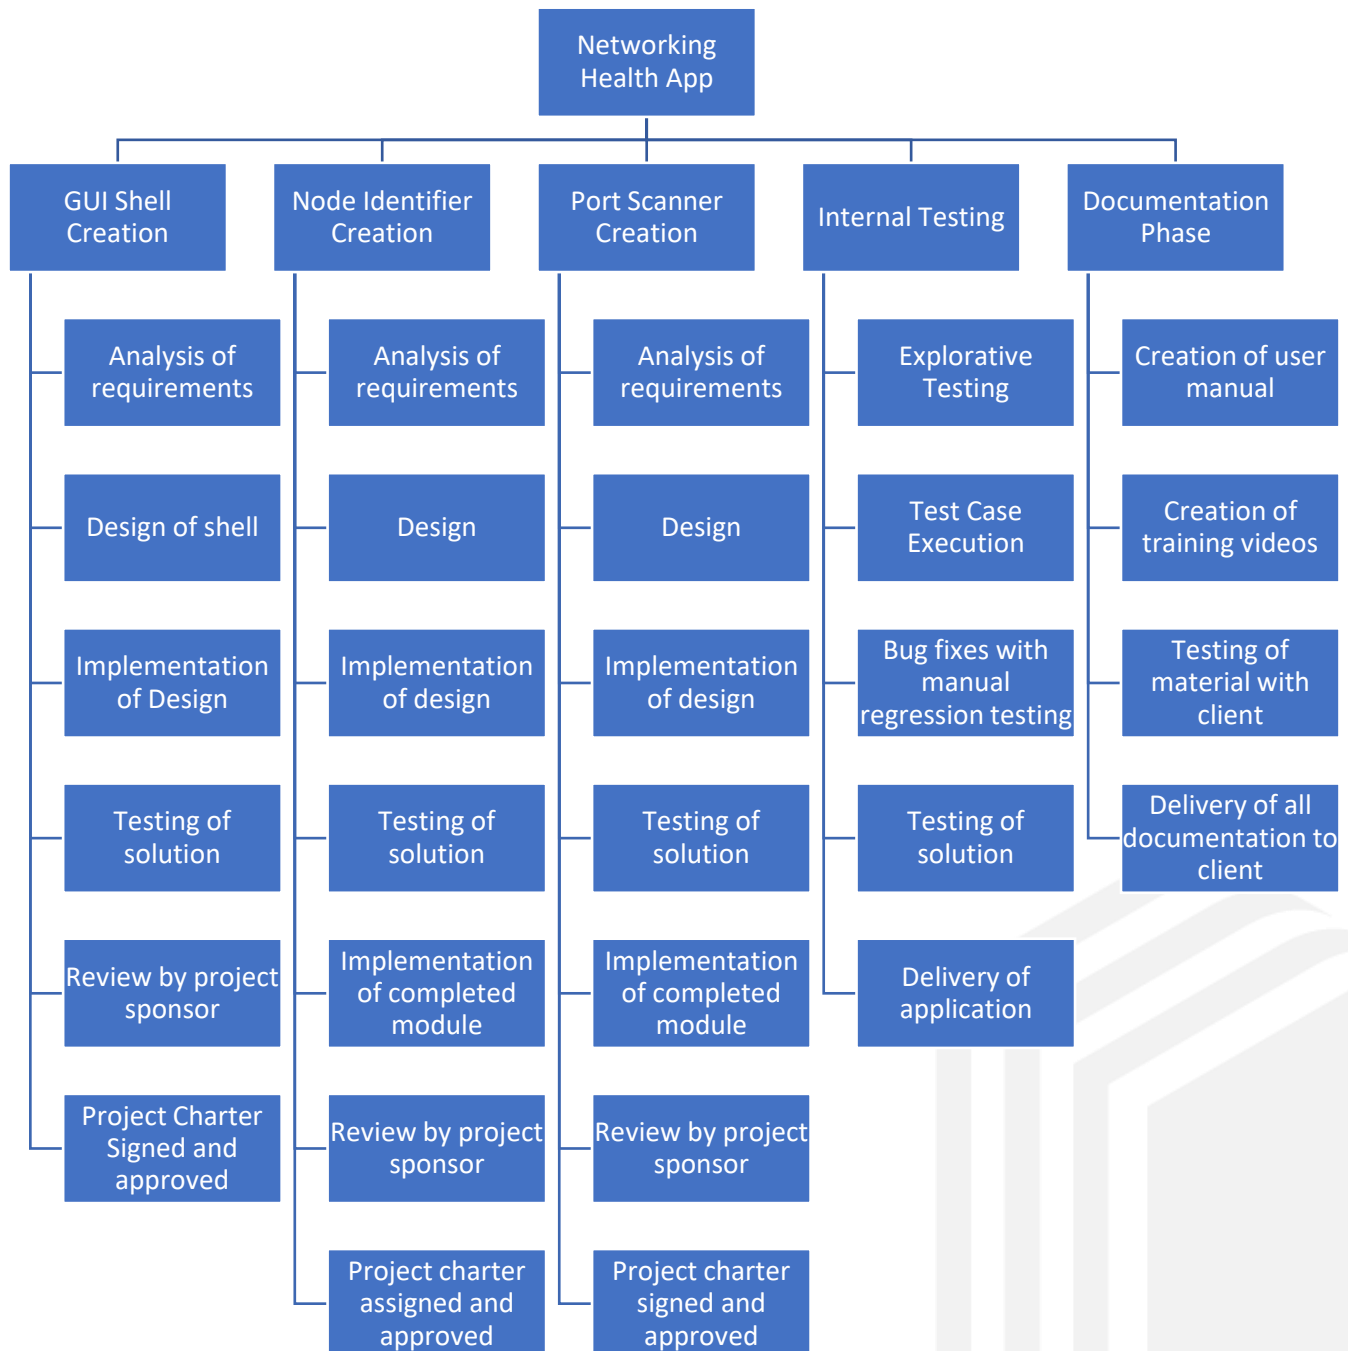 Networking
Health App
GUI Shell
Creation
Node Identifier
Creation
Port Scanner
Creation
Internal Testing
Documentation
Phase
Analysis of
requirements
Analysis of
requirements
Analysis of
requirements
Explorative
Testing
Creation of user
manual
Design of shell
Design
Design
Test Case
Execution
Creation of
training videos
Implementation
of Design
Implementation
of design
Implementation
of design
Bug fixes with
manual
regression testing
Testing of
material with
client
Testing of
solution
Testing of
solution
Testing of
solution
Testing of
solution
Delivery of all
documentation to
client
Review by project
sponsor
Implementation
of completed
module
Implementation
of completed
module
Delivery of
application
Project Charter
Signed and
approved
Review by project
sponsor
Review by project
sponsor
Project charter
assigned and
approved
Project charter
signed and
approved